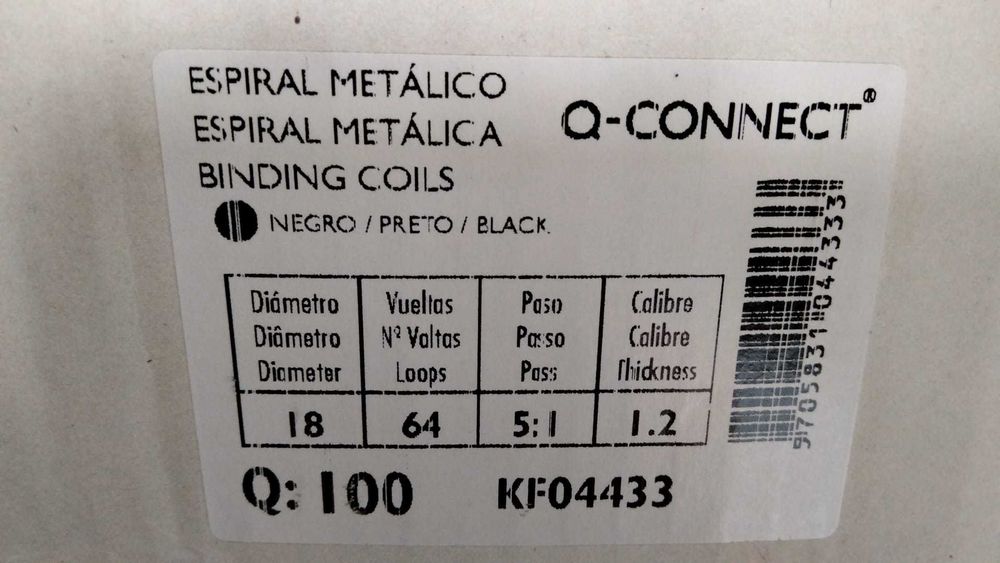 ESPIRAL METÁLICO
ESPIRAL METÁLICA
BINDING COILS
Q-CONNECT®
NEGRO / PRETO / BLACK.
Diámetro Vueltas Paso Calibre
Diâmetro Nº Voltas Passo Calibre
Diameter Loops Pass Thickness
18 64 5:1 1.2
Q: 100 KF04433
9705831044333